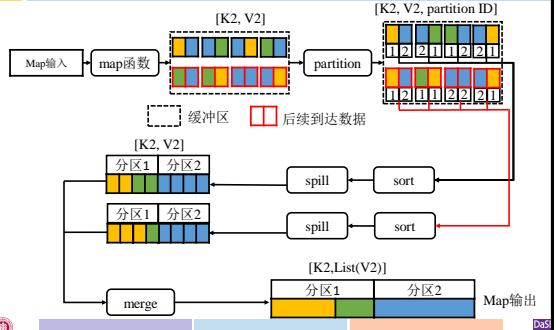 [K2, V2]
[K2, V2, partition ID]
Map输入
map函数
partition
1 2 2 1 1 2 2 1
1 2 1 1 2 2 2 1
缓冲区
后续到达数据
[K2, V2]
分区1 分区2
spill
sort
分区1 分区2
spill
sort
[K2,List(V2)]
分区1 分区2
merge
Map输出
DaSE